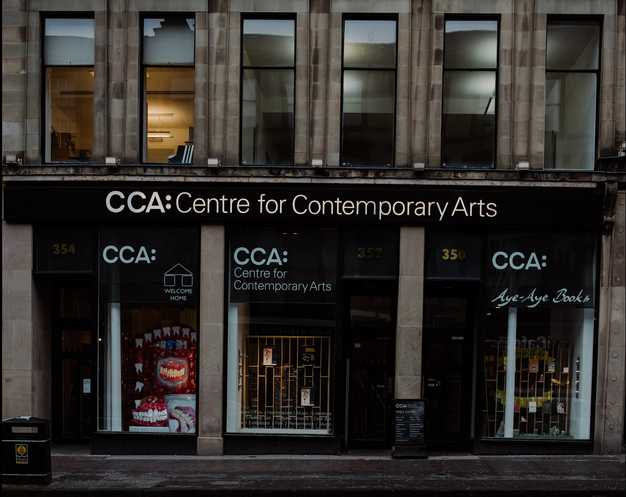 CCA: Centre for Contemporary Arts
354
CCA:
WELCOME
HOME
CCA:
Centre for
Contemporary Arts
352
350
CCA:
Aye-Aye Books
CCA